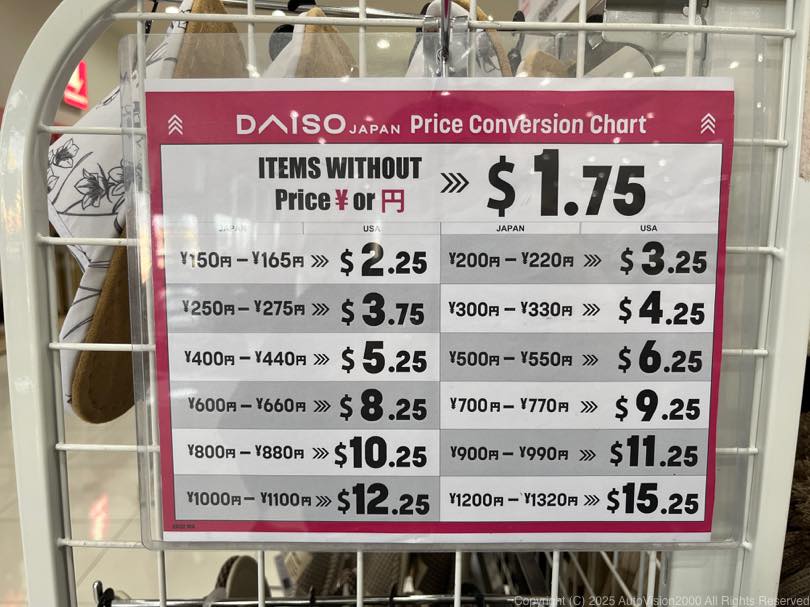 DAISO JAPAN Price Conversion Chart
ITEMS WITHOUT
Price ¥ or 円
$1.75
JAPAN USA JAPAN USA
¥150円 – ¥165円 $2.25 ¥200円 – ¥220円 $3.25
¥250円 – ¥275円 $3.75 ¥300円 – ¥330円 $4.25
¥400円 – ¥440円 $5.25 ¥500円 – ¥550円 $6.25
¥600円 – ¥660円 $8.25 ¥700円 – ¥770円 $9.25
¥800円 – ¥880円 $10.25 ¥900円 – ¥990円 $11.25
¥1000円 – ¥1100円 $12.25 ¥1200円 – ¥1320円 $15.25
Copyright (C) 2025 AutoVision2000 All Rights Reserved